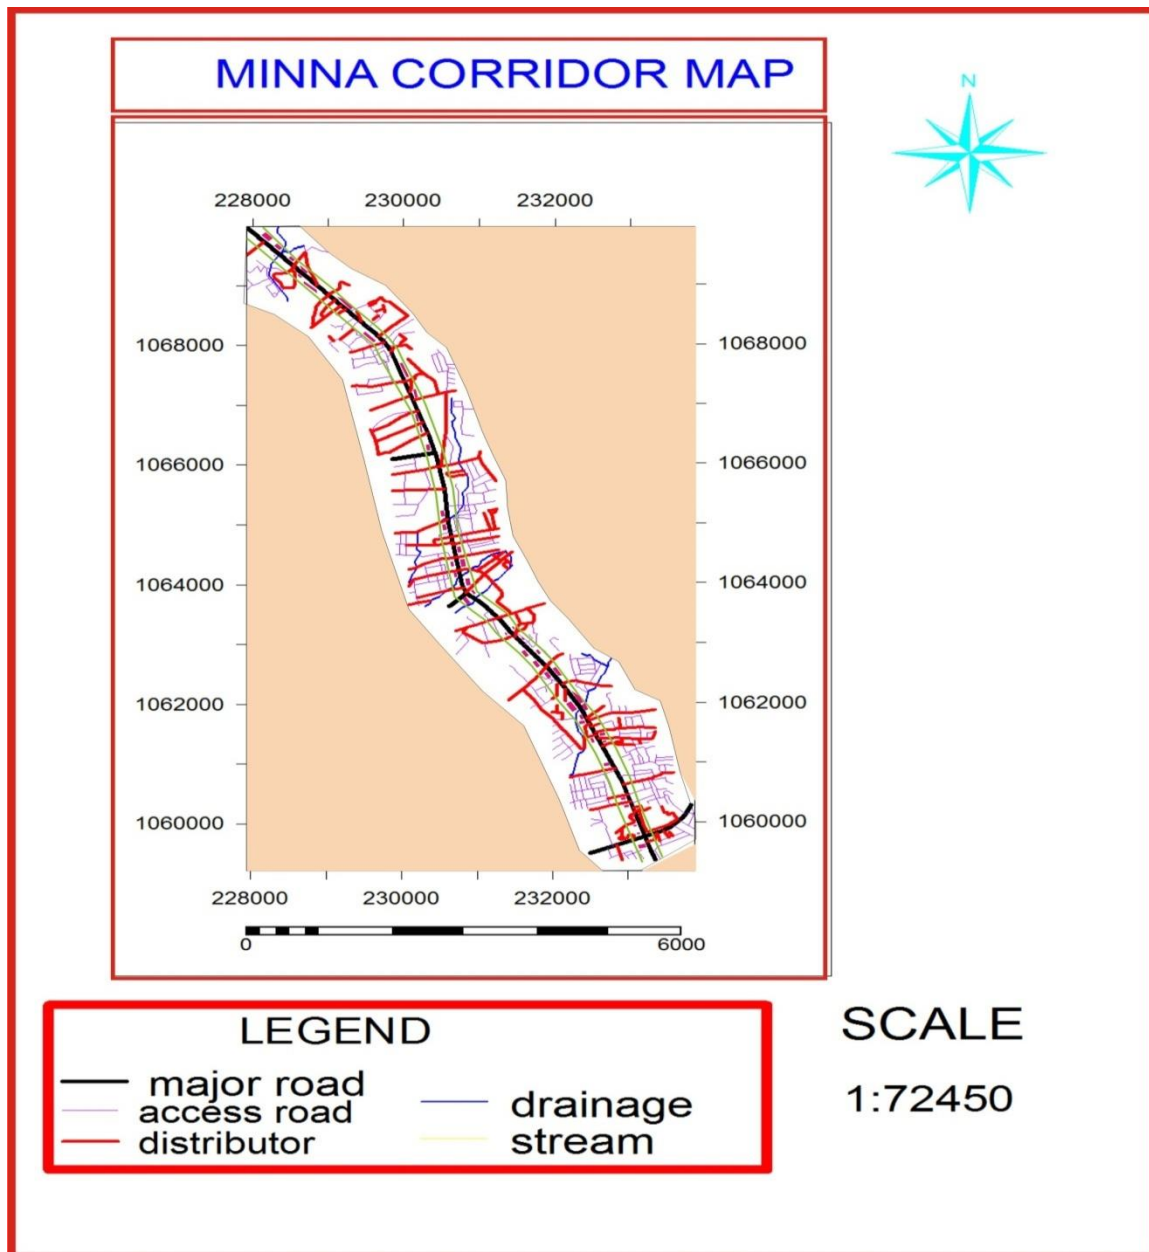 MINNA CORRIDOR MAP
N
228000 230000 232000
1068000 1068000
1066000 1066000
1064000 1064000
1062000 1062000
1060000 1060000
228000 230000 232000
0 6000
LEGEND
major road
access road
distributor
drainage
stream
SCALE
1:72450